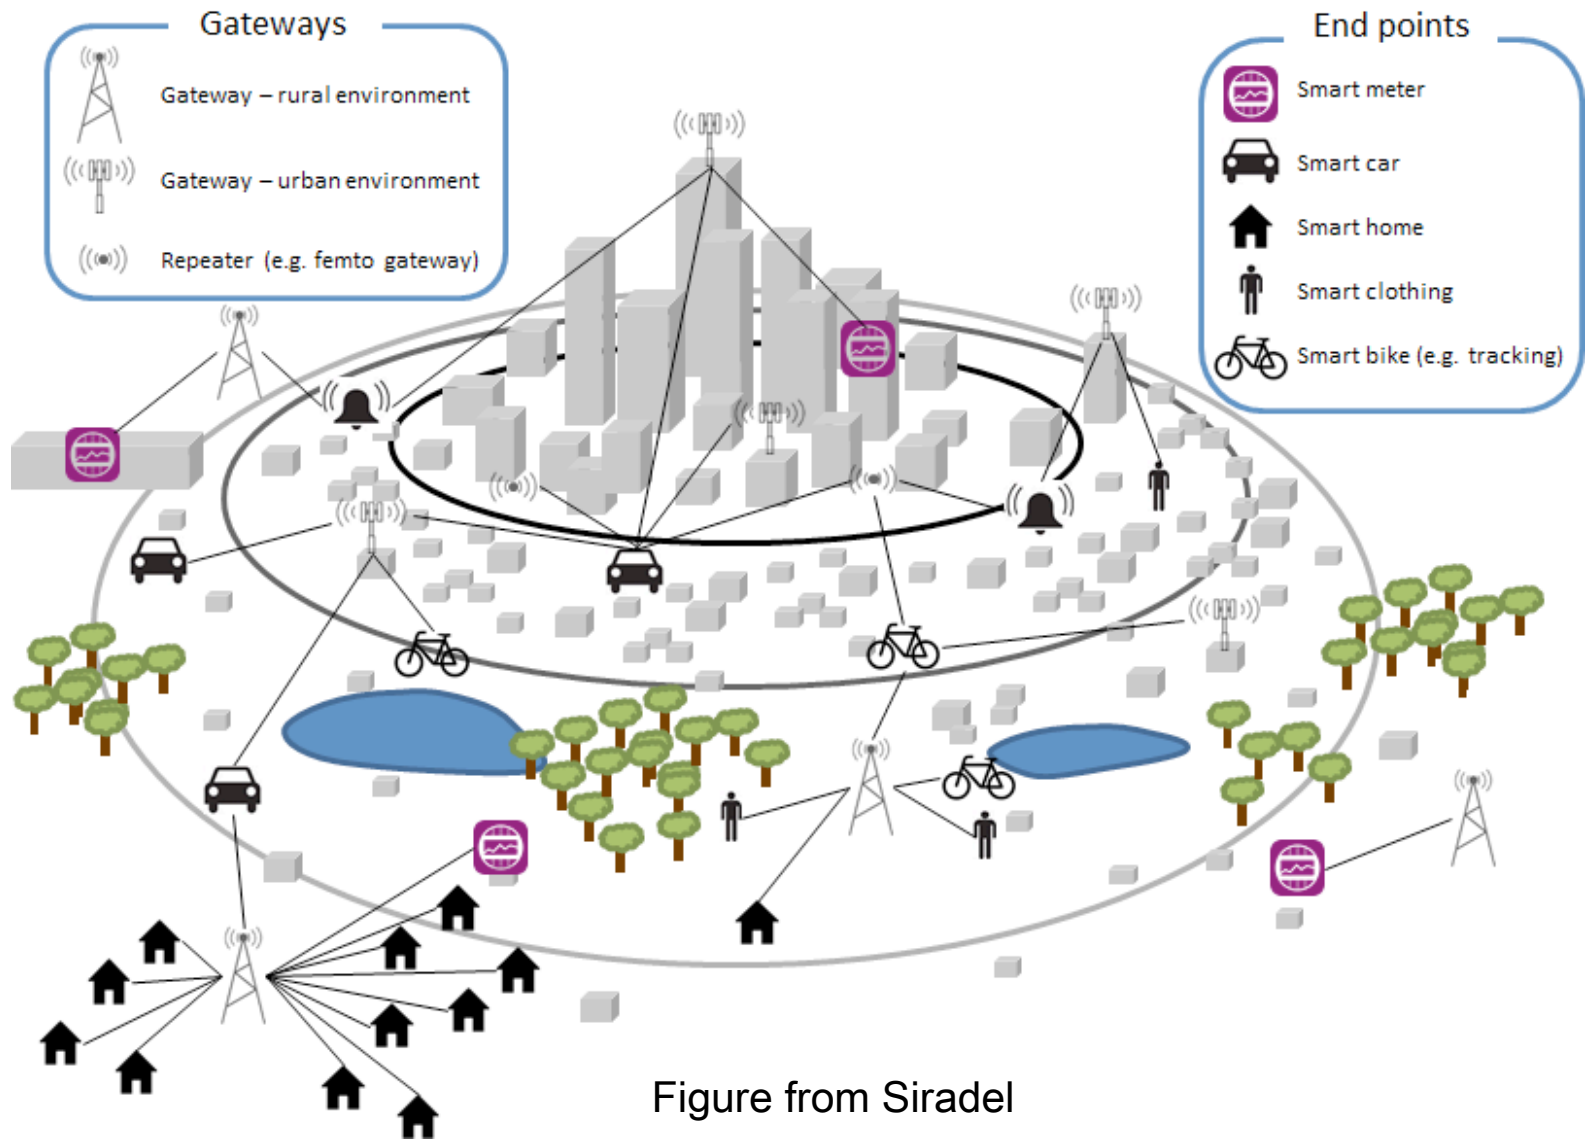 Gateways
Gateway – rural environment
Gateway – urban environment
Repeater (e.g. femto gateway)
End points
Smart meter
Smart car
Smart home
Smart clothing
Smart bike (e.g. tracking)
Figure from Siradel